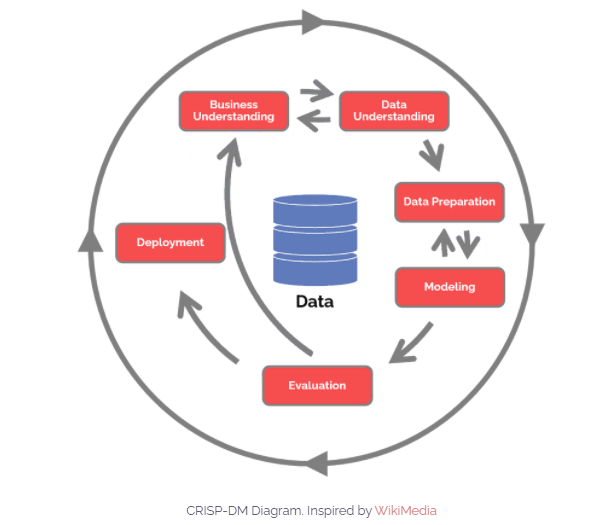 Business
Understanding
Data
Understanding
Data Preparation
Deployment
Modeling
Data
Evaluation
CRISP-DM Diagram. Inspired by WikiMedia